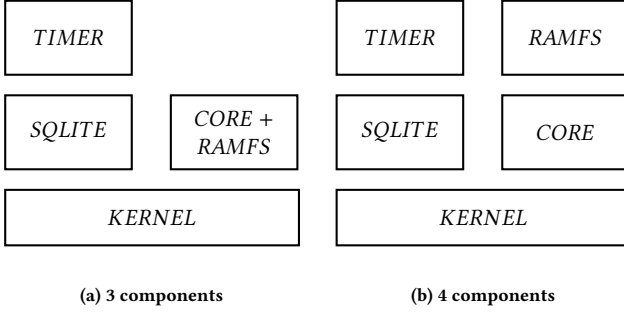 TIMER
SQLITE
CORE +
RAMFS
KERNEL
(a) 3 components
TIMER
RAMFS
SQLITE
CORE
KERNEL
(b) 4 components